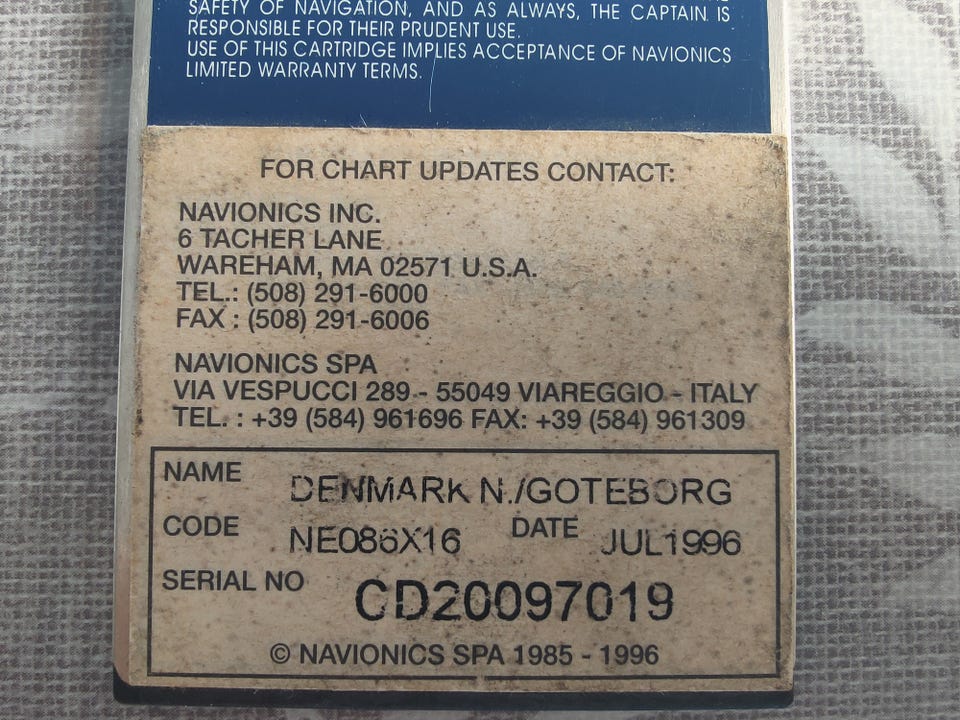 SAFETY OF NAVIGATION, AND AS ALWAYS, THE CAPTAIN IS
RESPONSIBLE FOR THEIR PRUDENT USE.
USE OF THIS CARTRIDGE IMPLIES ACCEPTANCE OF NAVIONICS
LIMITED WARRANTY TERMS.
FOR CHART UPDATES CONTACT:
NAVIONICS INC.
6 TACHER LANE
WAREHAM, MA 02571 U.S.A.
TEL.: (508) 291-6000
FAX : (508) 291-6006
NAVIONICS SPA
VIA VESPUCCI 289 - 55049 VIAREGGIO - ITALY
TEL. : +39 (584) 961696 FAX: +39 (584) 961309
NAME DENMARK N./GOTEBORG
CODE NE086X16 DATE JUL1996
SERIAL NO CD20097019
© NAVIONICS SPA 1985 - 1996